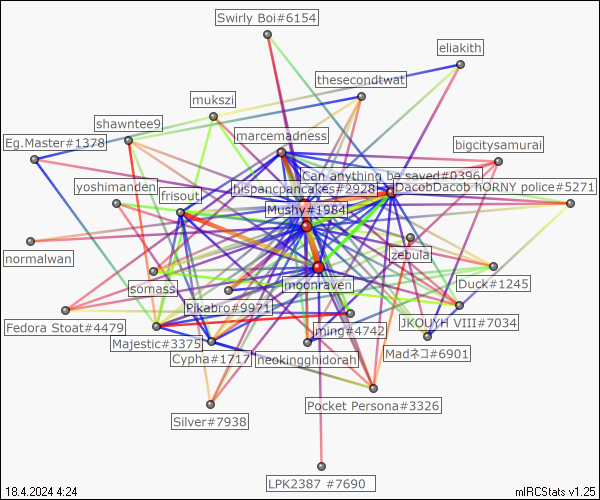 Swirly Boi#6154
eliakith
thesecondtwat
mukszi
shawntee9
marcemadness
Eg.Master#1378
bigcitysamurai
Can anything be saved#0396
yoshimanden
hispancpancakes#2928
DacobDacob hORNY police#5271
frisout
Mushy#1984
normalwan
zebula
somass
moonraven
Duck#1245
Pikabro#9971
Fedora Stoat#4479
ming#4742
JKOUYH VIII#7034
Majestic#3375
Cypha#1717
neokingghidorah
Madネコ#6901
Pocket Persona#3326
Silver#7938
LPK2387 #7690
18.4.2024 4:24
mIRCStats v1.25